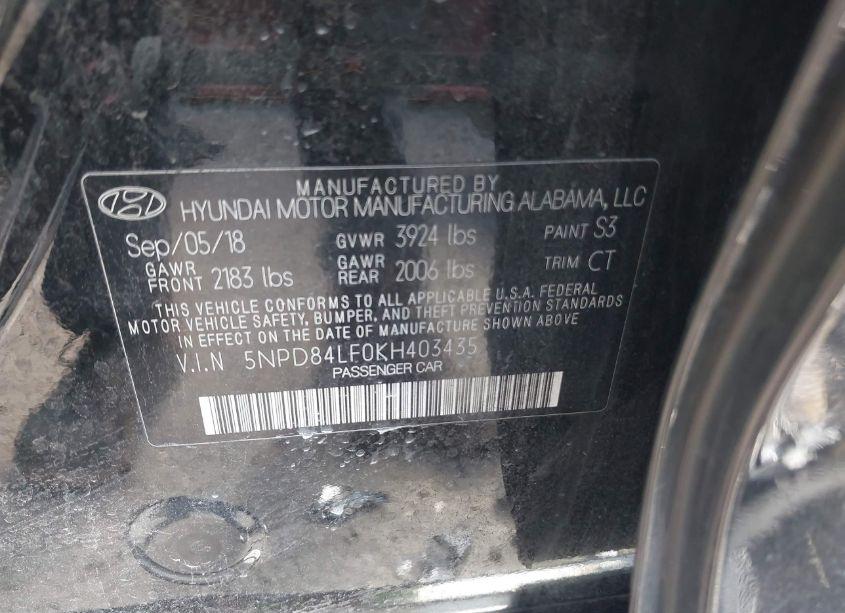 MANUFACTURED BY
HYUNDAI MOTOR MANUFACTURING ALABAMA, LLC
Sep/05/18 GVWR 3924 lbs PAINT S3
GAWR FRONT 2183 lbs GAWR REAR 2006 lbs TRIM CT
THIS VEHICLE CONFORMS TO ALL APPLICABLE U.S.A. FEDERAL
MOTOR VEHICLE SAFETY, BUMPER, AND THEFT PREVENTION STANDARDS
IN EFFECT ON THE DATE OF MANUFACTURE SHOWN ABOVE.
V.I.N 5NPD84LF0KH403435
PASSENGER CAR